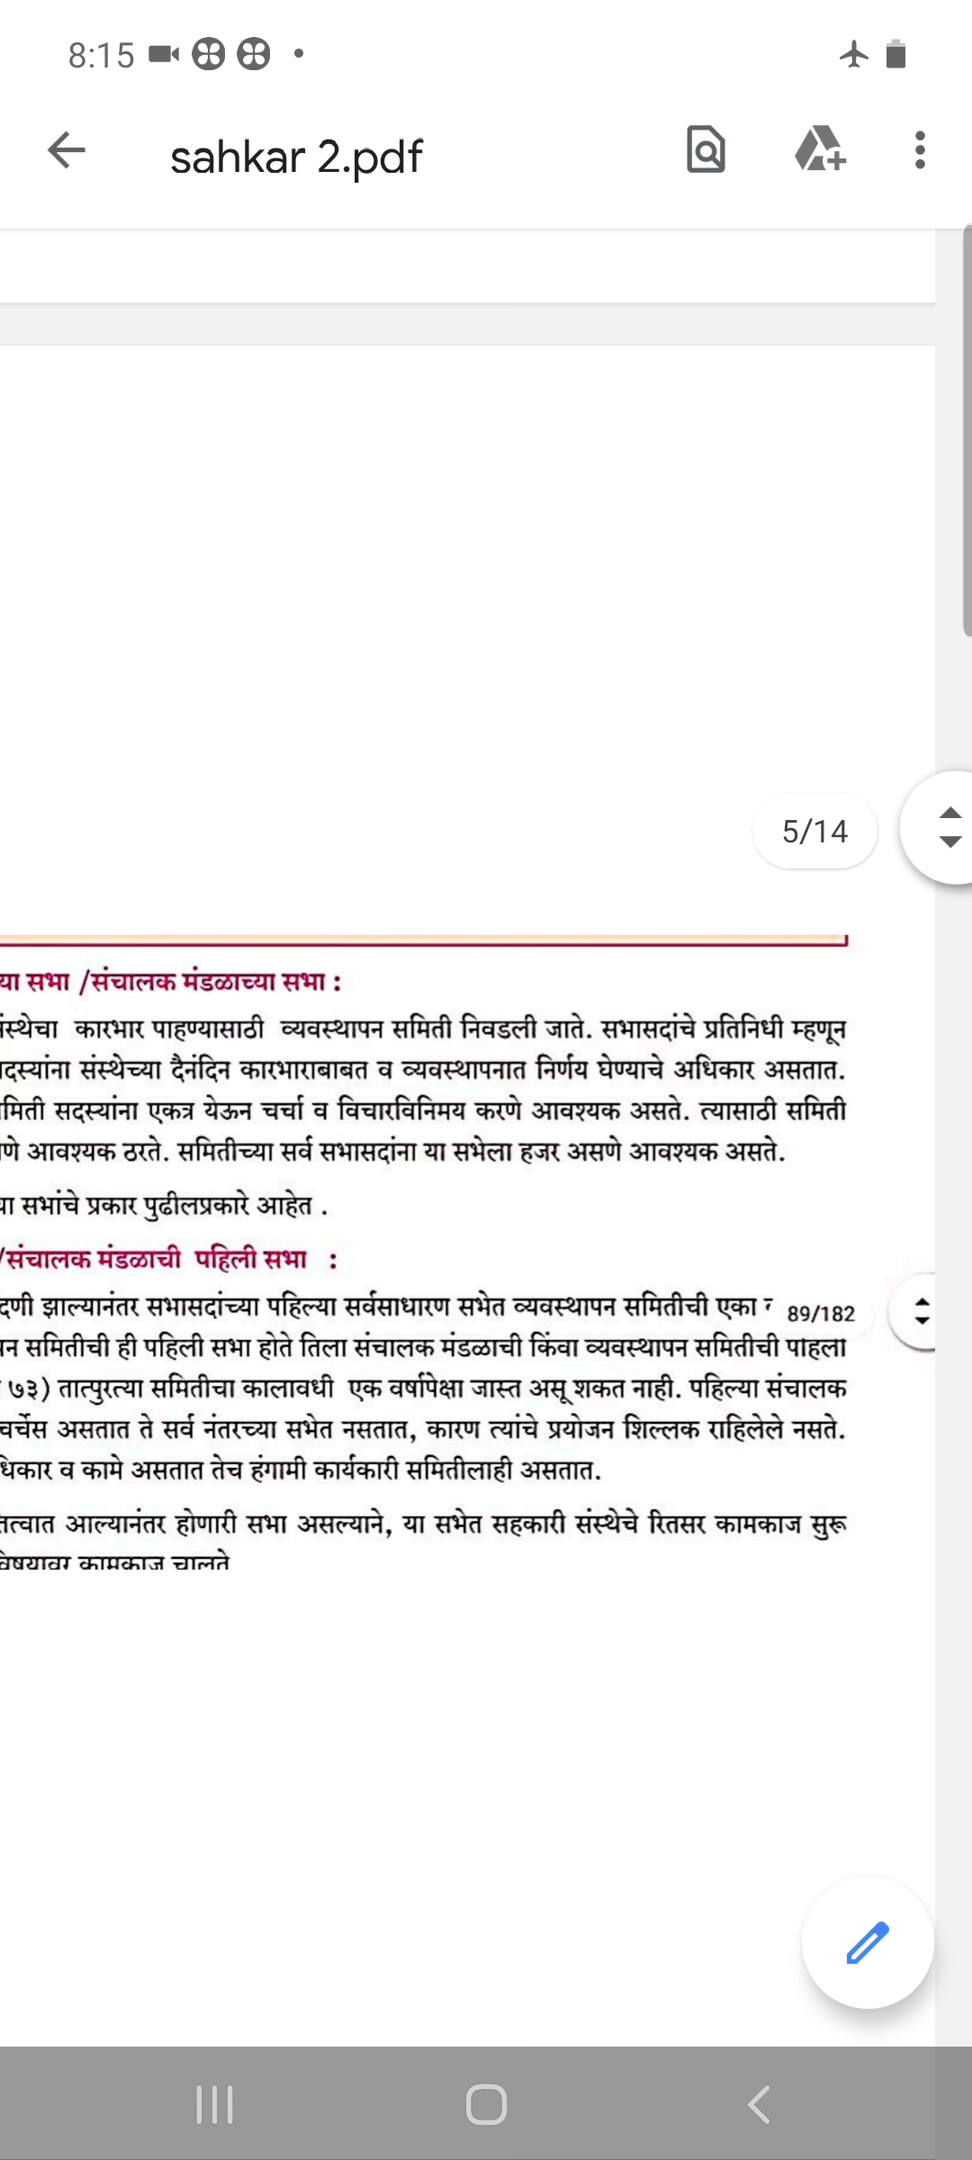 8:15
sahkar 2.pdf
5/14
सभा /संचालक मंडळाच्या सभा :
कारभार पाहण्यासाठी व्यवस्थापन समिती निवडली जाते. सभासदांचे प्रतिनिधी म्हणून
संस्थेच्या दैनंदिन कारभाराबाबत व व्यवस्थापनात निर्णय घेण्याचे अधिकार असतात.
सदस्यांना एकत्र येऊन चर्चा व विचारविनिमय करणे आवश्यक असते. त्यासाठी समिती
आवश्यक ठरते. समितीच्या सर्व सभासदांना या सभेला हजर असणे आवश्यक असते.
सभांचे प्रकार पुढीलप्रकारे आहेत .
/संचालक मंडळाची पहिली सभा :
झाल्यानंतर सभासदांच्या पहिल्या सर्वसाधारण सभेत व्यवस्थापन समितीची एका 89/182
समितीची ही पहिली सभा होते तिला संचालक मंडळाची किंवा व्यवस्थापन समितीची पहिली
७३) तात्पुरत्या समितीचा कालावधी एक वर्षापेक्षा जास्त असू शकत नाही. पहिल्या संचालक
चर्चेस असतात ते सर्व नंतरच्या सभेत नसतात, कारण त्यांचे प्रयोजन शिल्लक राहिलेले नसते.
व कामे असतात तेच हंगामी कार्यकारी समितीलाही असतात.
आल्यानंतर होणारी सभा असल्याने, या सभेत सहकारी संस्थेचे रितसर कामकाज सुरू
कामकाज चालते